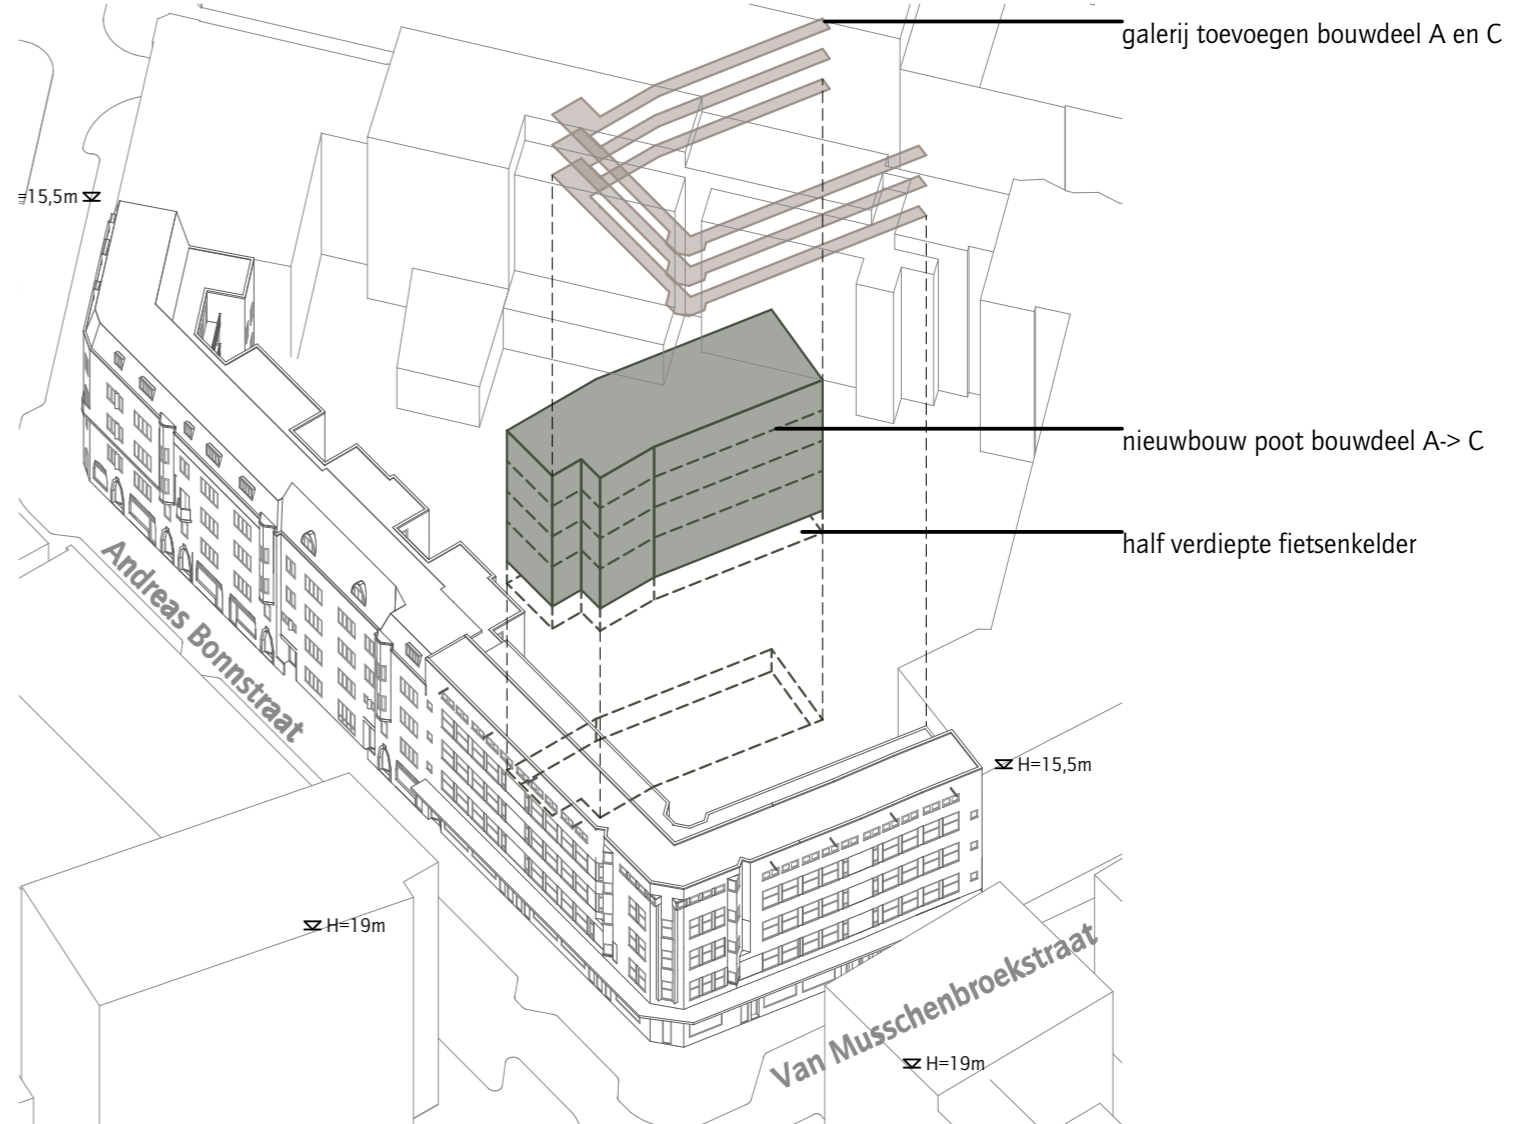 galerij toevoegen bouwdeel A en C
=15,5m
nieuwbouw poot bouwdeel A-> C
half verdiepte fietsenkelder
Andreas Bonnstraat
H=15,5m
H=19m
Van Musschenbroekstraat
H=19m